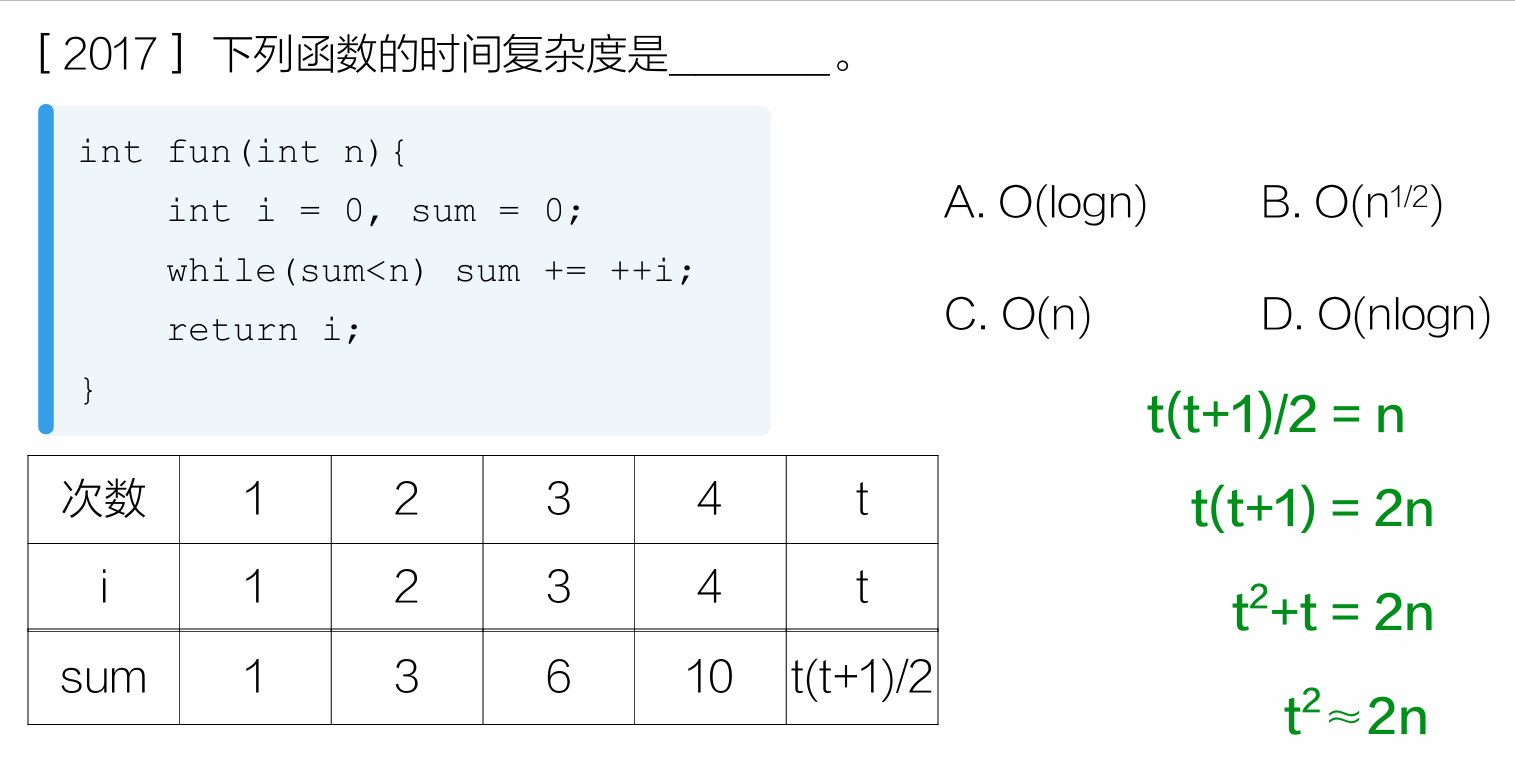 [ 2017 ] 下列函数的时间复杂度是________。
int fun(int n){
    int i = 0, sum = 0;
    while(sum<n) sum += ++i;
    return i;
}
A. O(logn) B. O(n^1/2)
C. O(n) D. O(nlogn)
t(t+1)/2 = n
t(t+1) = 2n
t²+t = 2n
t²≈2n
次数 1 2 3 4 t
i 1 2 3 4 t
sum 1 3 6 10 t(t+1)/2